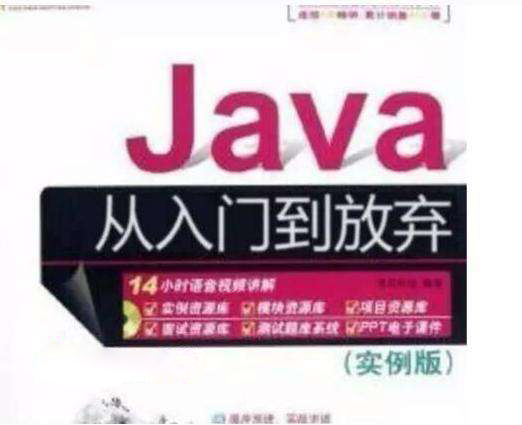 Java
从入门到放弃
14小时语音视频讲解
实例资源库 模块资源库 项目资源库
面试资源库 测试题库系统 PPT电子课件
(实例版)